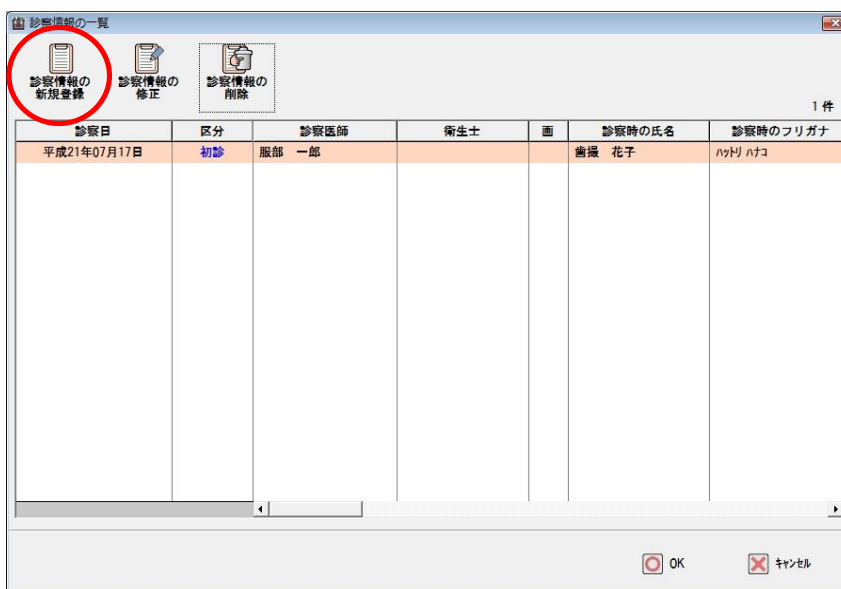 診察情報の一覧
診察情報の
新規登録
診察情報の
修正
診察情報の
削除
1 件
診察日 区分 診察医師 衛生士 画 診察時の氏名 診察時のフリガナ
平成21年07月17日 初診 服部 一郎 歯撮 花子 ﾊｯﾄﾘ ﾊﾅｺ
OK ｷｬﾝｾﾙ